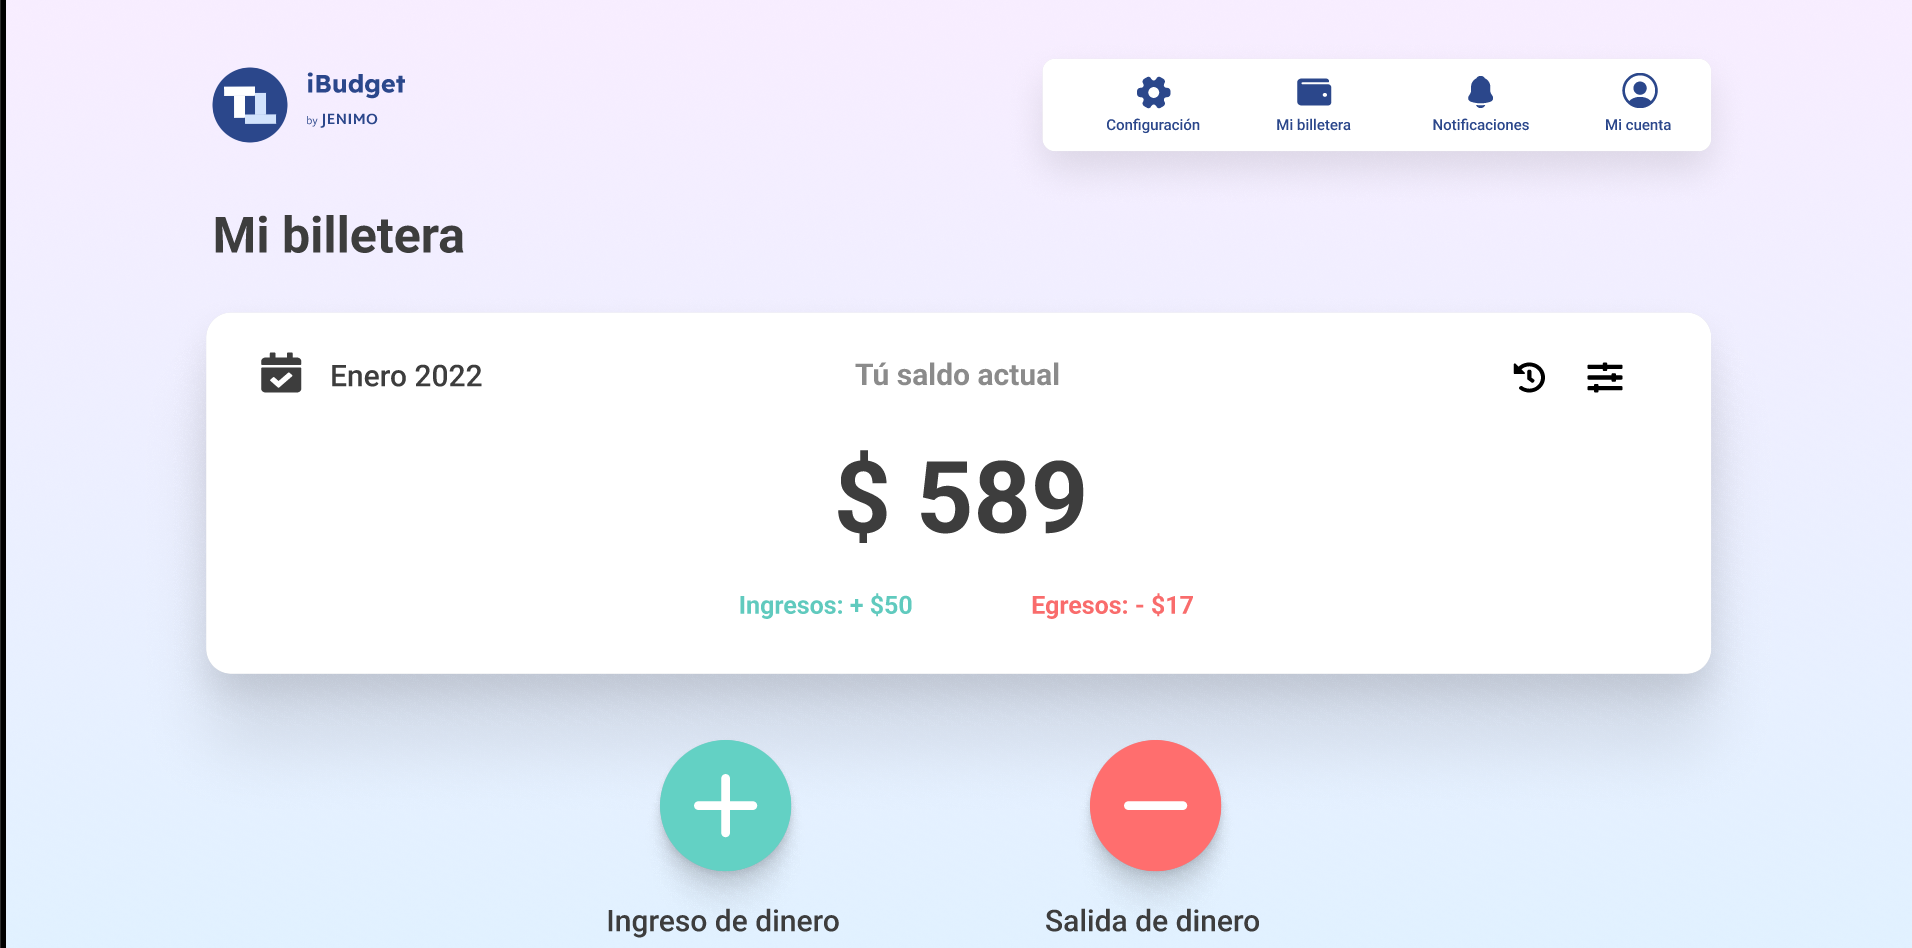 iBudget
by JENIMO
Configuración
Mi billetera
Notificaciones
Mi cuenta
Mi billetera
Enero 2022
Tú saldo actual
$ 589
Ingresos: + $50
Egresos: - $17
Ingreso de dinero
Salida de dinero